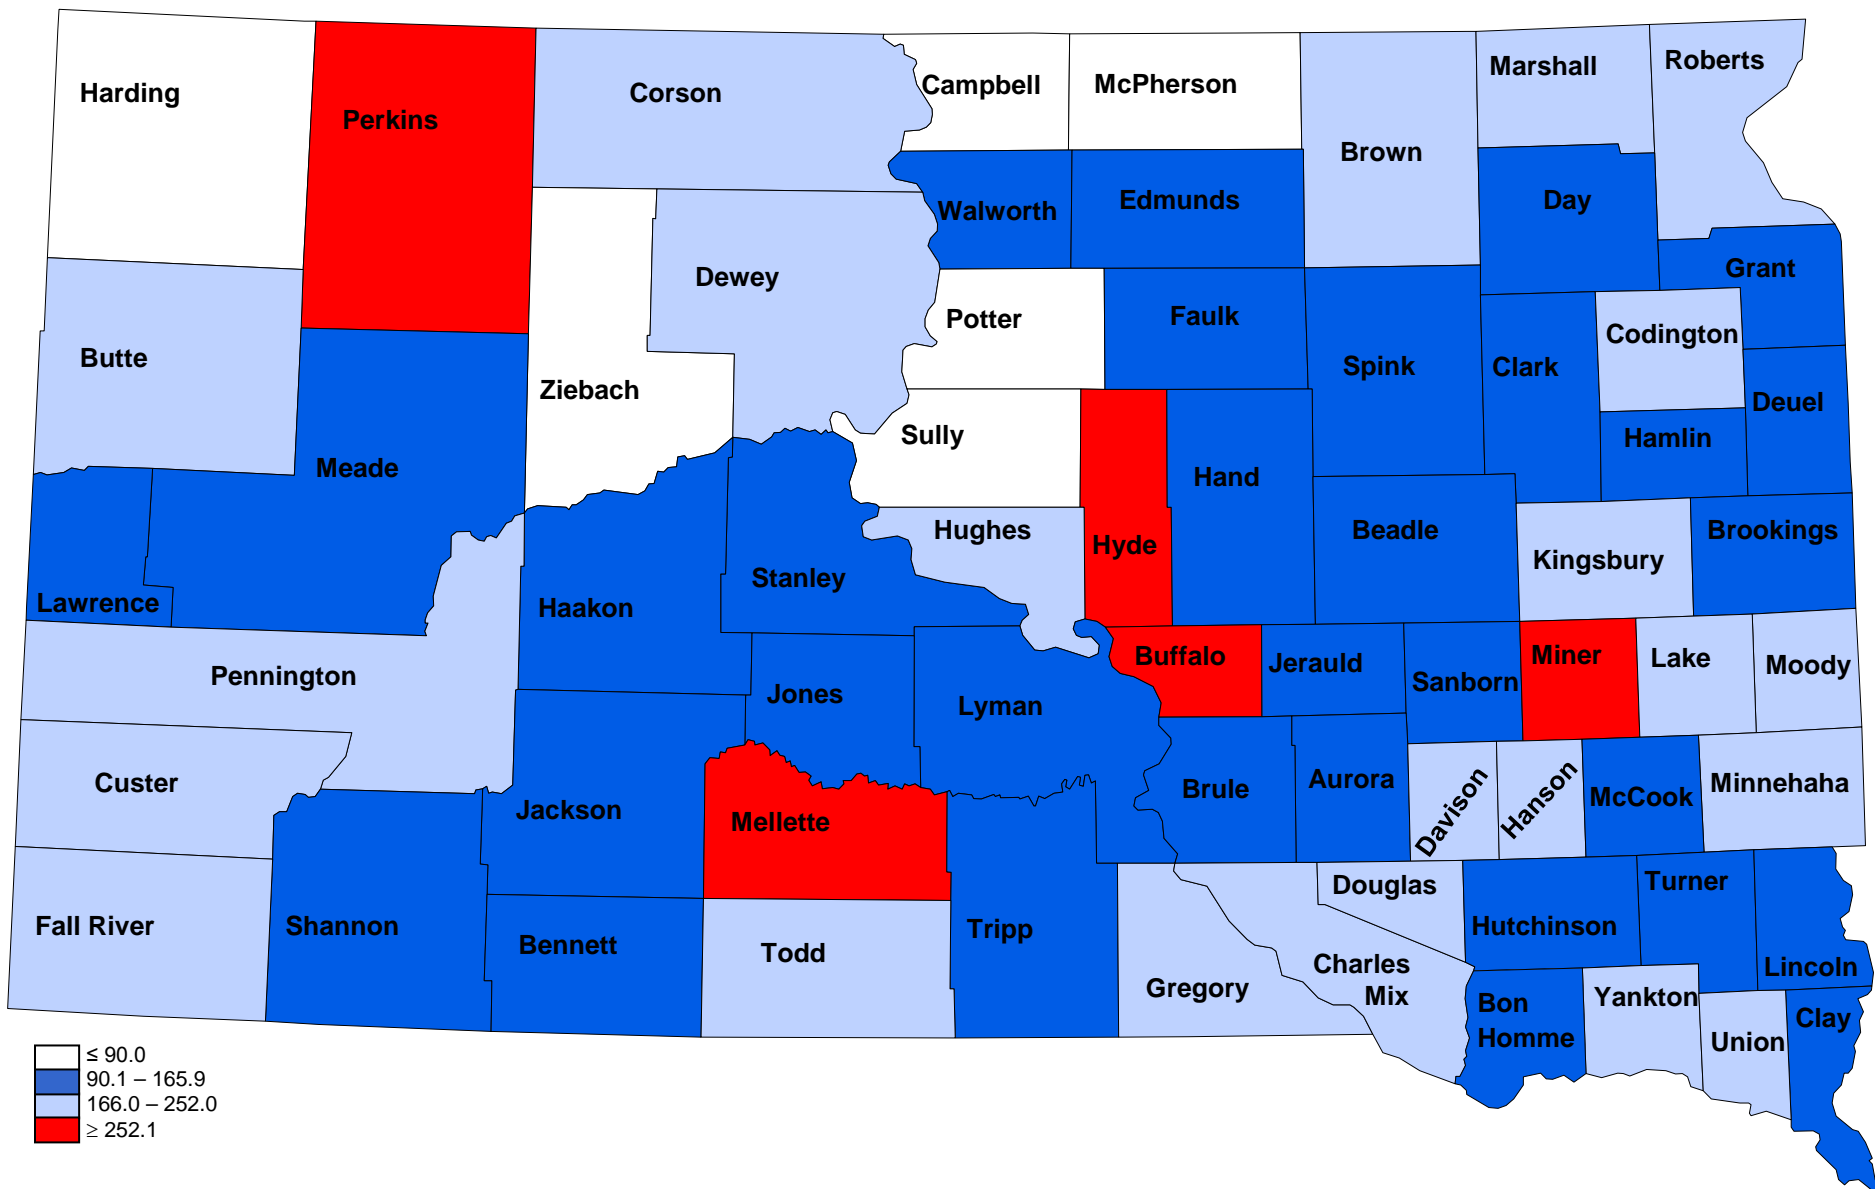 Harding
Perkins
Corson
Campbell
McPherson
Brown
Marshall
Roberts
Walworth
Edmunds
Day
Grant
Butte
Ziebach
Dewey
Potter
Faulk
Spink
Clark
Codington
Deuel
Hamlin
Meade
Sully
Hand
Hyde
Hughes
Beadle
Kingsbury
Brookings
Lawrence
Haakon
Stanley
Pennington
Jones
Lyman
Buffalo
Jerauld
Sanborn
Miner
Lake
Moody
Custer
Jackson
Mellette
Brule
Aurora
Davison
Hanson
McCook
Minnehaha
Fall River
Shannon
Bennett
Todd
Tripp
Gregory
Charles
Mix
Douglas
Hutchinson
Turner
Lincoln
Bon
Homme
Yankton
Union
Clay
≤ 90.0
90.1 – 165.9
166.0 – 252.0
≥ 252.1